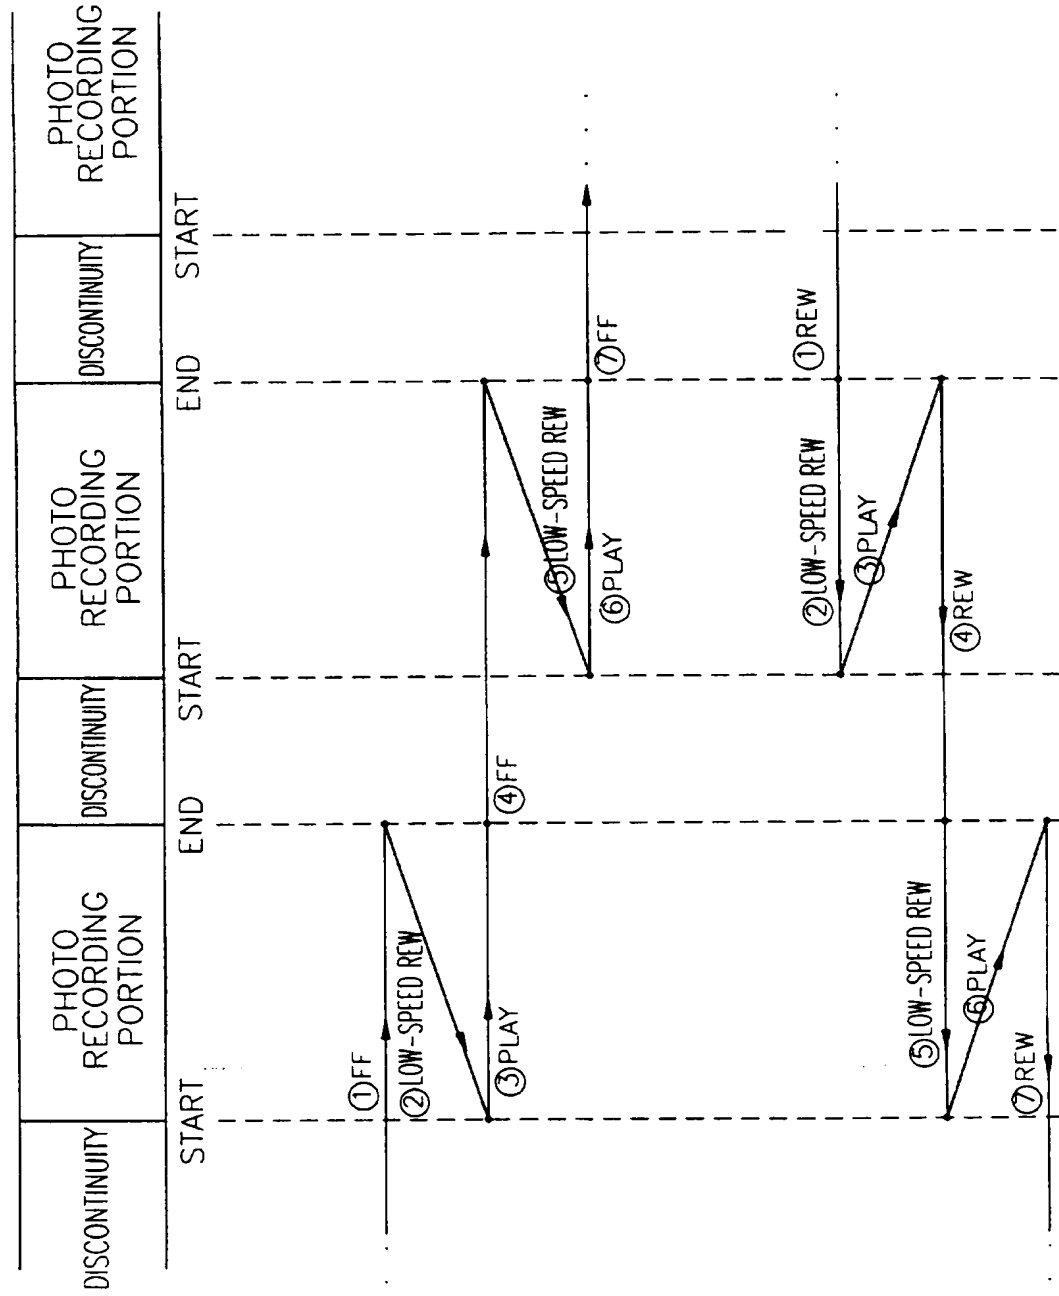 DISCONTINUITY
PHOTO
RECORDING
PORTION
DISCONTINUITY
PHOTO
RECORDING
PORTION
DISCONTINUITY
PHOTO
RECORDING
PORTION
START
END
START
END
START
①FF
②LOW-SPEED REW
③PLAY
④FF
⑤LOW-SPEED REW
⑥PLAY
⑦FF
①REW
②LOW-SPEED REW
③PLAY
④REW
⑤LOW-SPEED REW
⑥PLAY
⑦REW